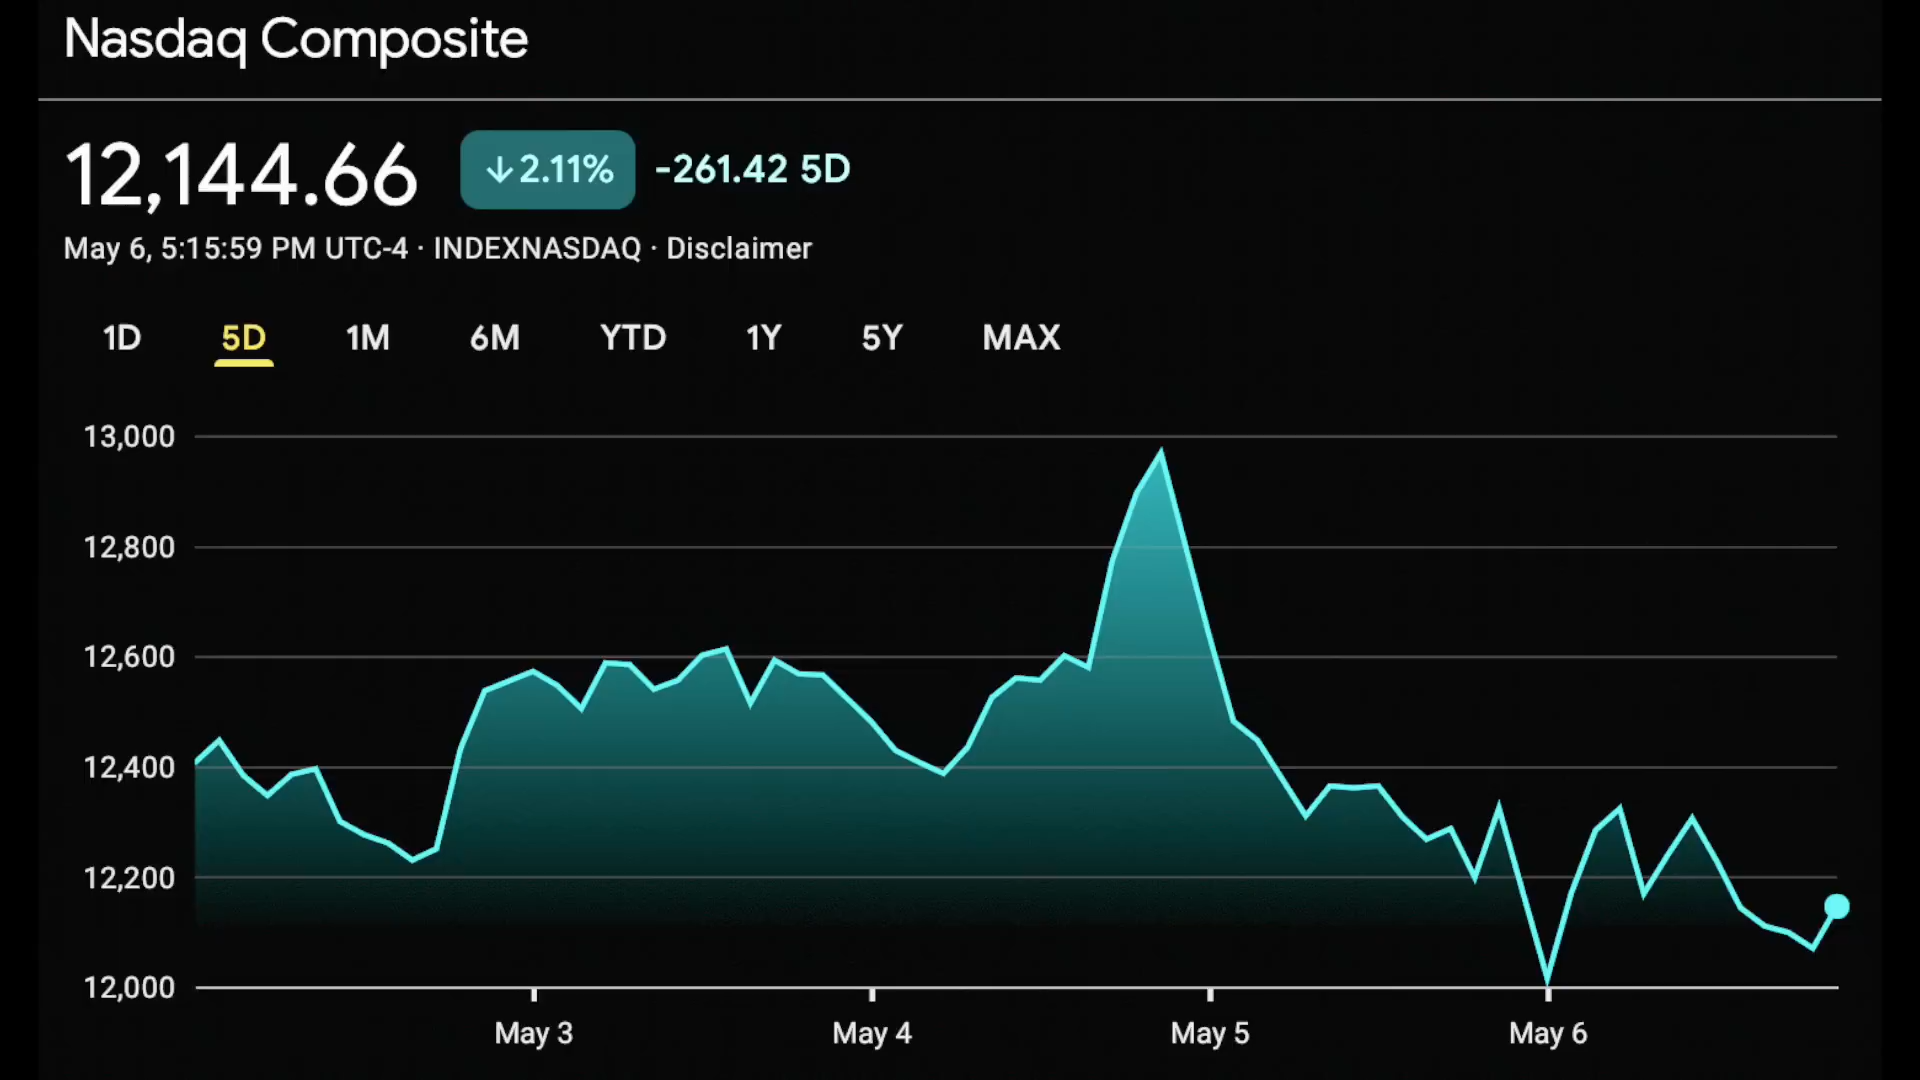 Nasdaq Composite
12,144.66 ↓2.11% -261.42 5D
May 6, 5:15:59 PM UTC-4 · INDEXNASDAQ · Disclaimer
1D 5D 1M 6M YTD 1Y 5Y MAX
13,000
12,800
12,600
12,400
12,200
12,000
May 3 May 4 May 5 May 6